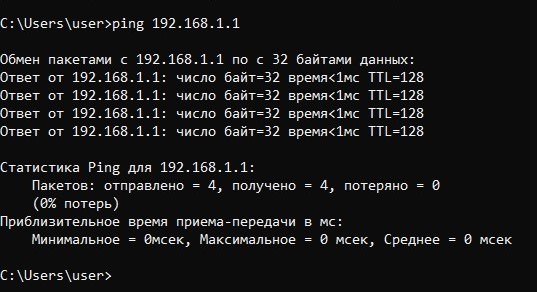 C:\Users\user>ping 192.168.1.1
Обмен пакетами с 192.168.1.1 по с 32 байтами данных:
Ответ от 192.168.1.1: число байт=32 время<1мс TTL=128
Ответ от 192.168.1.1: число байт=32 время<1мс TTL=128
Ответ от 192.168.1.1: число байт=32 время<1мс TTL=128
Ответ от 192.168.1.1: число байт=32 время<1мс TTL=128
Статистика Ping для 192.168.1.1:
Пакетов: отправлено = 4, получено = 4, потеряно = 0
(0% потерь)
Приблизительное время приема-передачи в мс:
Минимальное = 0мсек, Максимальное = 0 мсек, Среднее = 0 мсек
C:\Users\user>